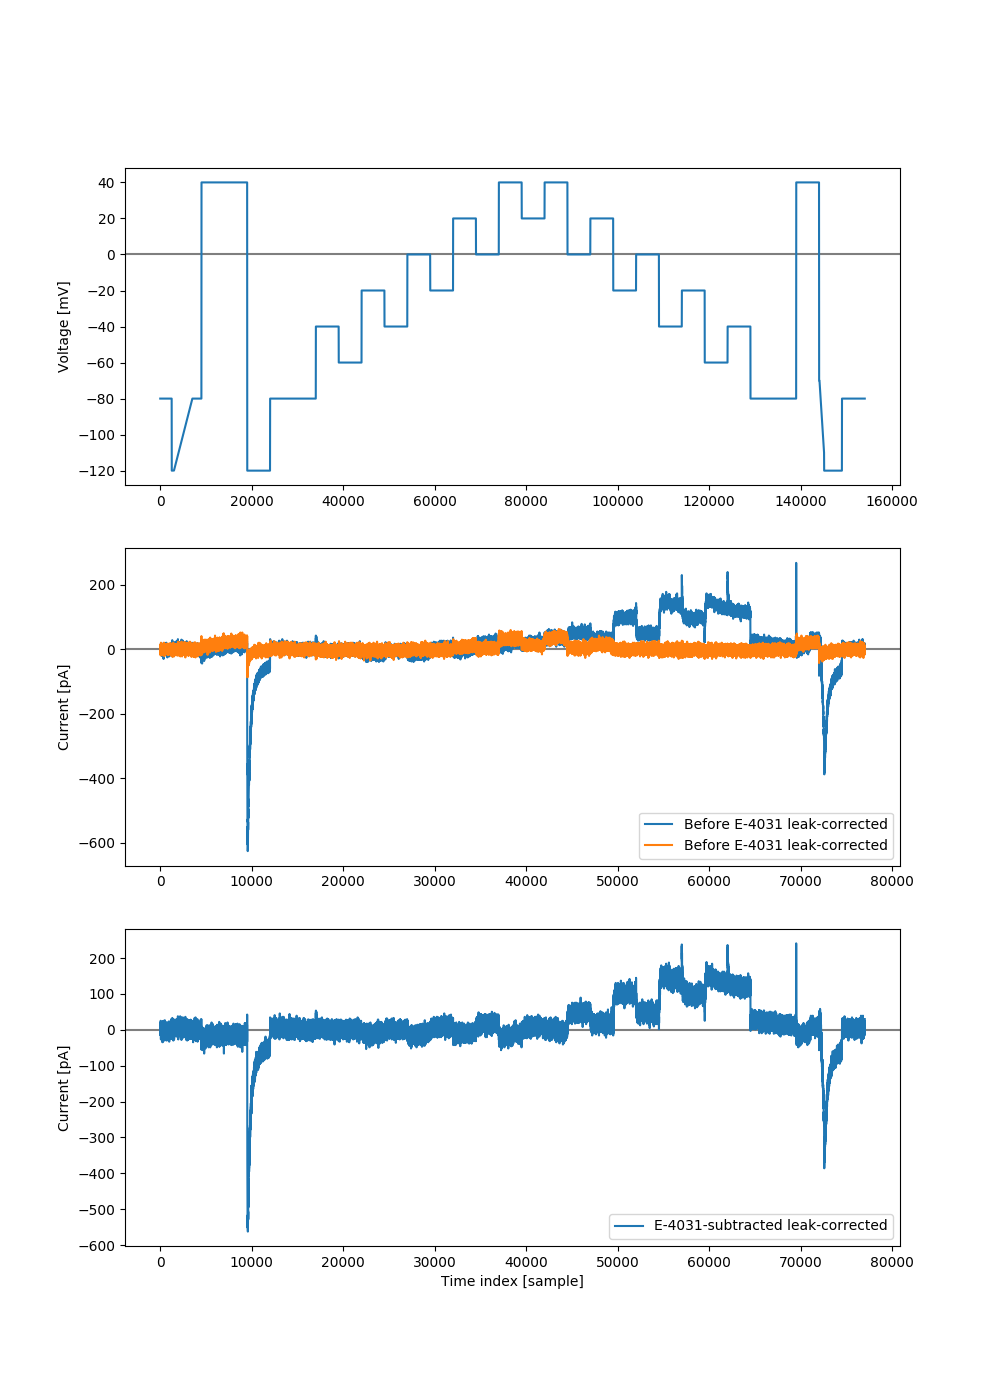 40
20
0
−20
−40
−60
−80
−100
−120
Voltage [mV]
0 20000 40000 60000 80000 100000 120000 140000 160000
200
0
−200
−400
−600
Current [pA]
Before E-4031 leak-corrected
Before E-4031 leak-corrected
0 10000 20000 30000 40000 50000 60000 70000 80000
200
100
0
−100
−200
−300
−400
−500
−600
Current [pA]
E-4031-subtracted leak-corrected
0 10000 20000 30000 40000 50000 60000 70000 80000
Time index [sample]